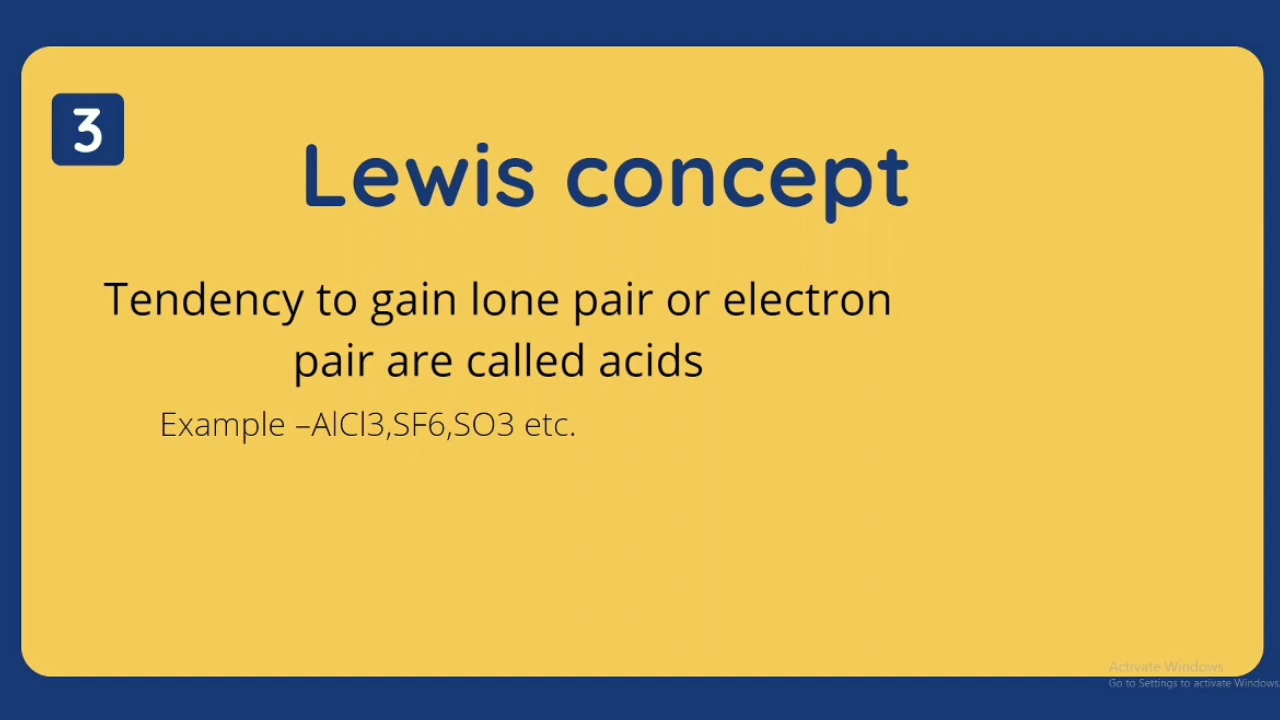 3
Lewis concept
Tendency to gain lone pair or electron
pair are called acids
Example –AlCl3,SF6,SO3 etc.
Activate Windows
Go to Settings to activate Windows